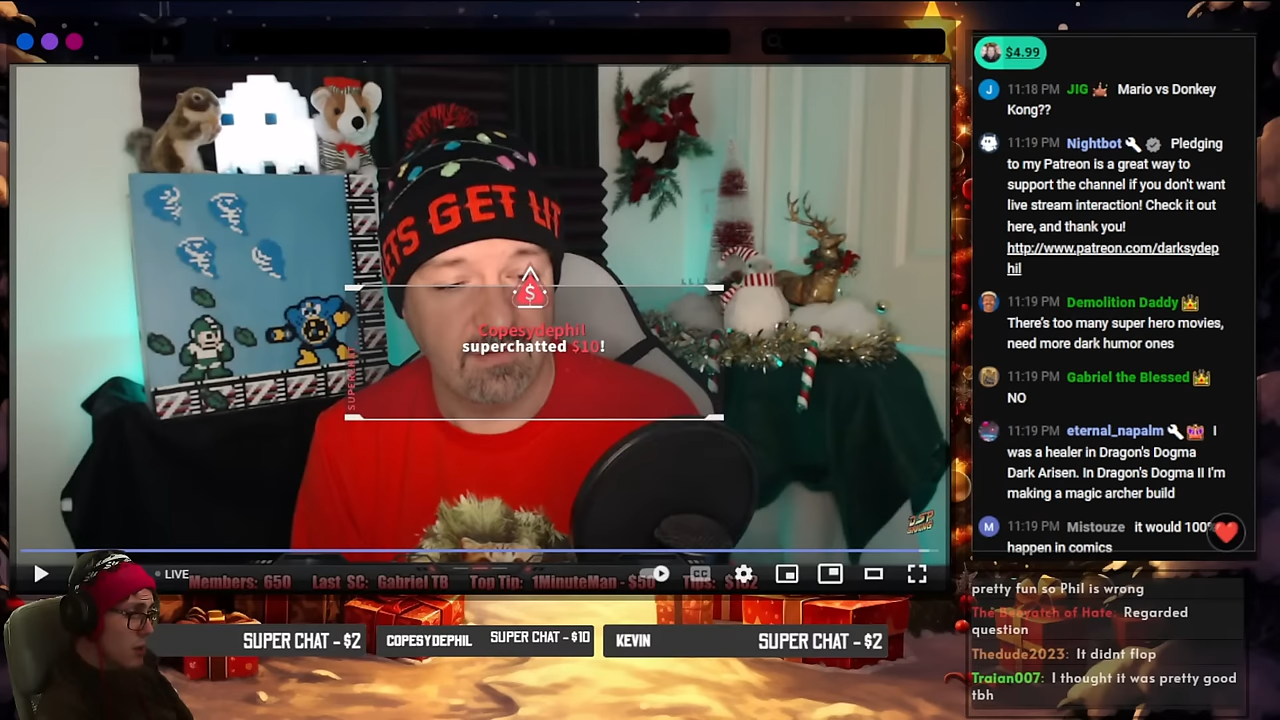 $4.99
11:18 PM JIG Mario vs Donkey
Kong??
11:19 PM Nightbot Pledging
to my Patreon is a great way to
support the channel if you don't want
live stream interaction! Check it out
here, and thank you!
http://www.patreon.com/darksydep
hil
11:19 PM Demolition Daddy
There's too many super hero movies,
need more dark humor ones
11:19 PM Gabriel the Blessed
NO
11:19 PM eternal_napalm I
was a healer in Dragon's Dogma
Dark Arisen. In Dragon's Dogma II I'm
making a magic archer build
11:19 PM Mistouze it would 100%
happen in comics
LETS GET LIT
$
Copesydephil
superchatted $10!
LIVE
Members: 650 Last SC: Gabriel TB Top Tip: 1MinuteMan - $50
CC
SUPER CHAT - $2
COPESYDEPHIL SUPER CHAT - $10
KEVIN SUPER CHAT - $2
pretty fun so Phil is wrong
Regarded
question
Thedude2023: It didnt flop
Traian007: I thought it was pretty good
tbh